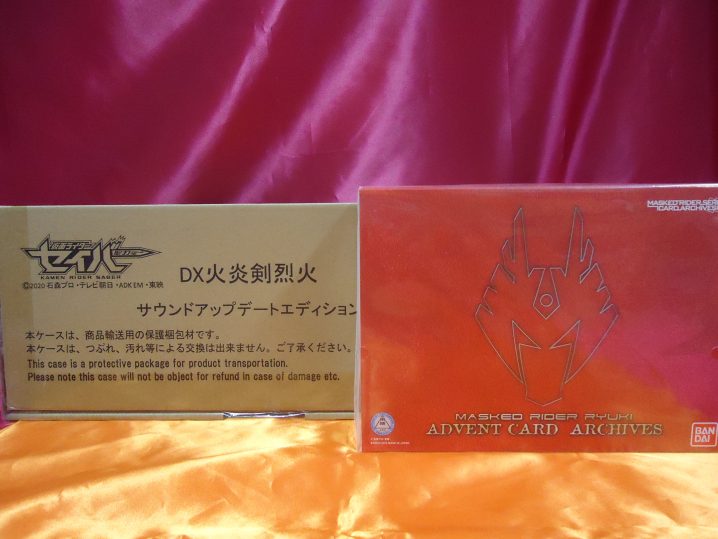 仮面ライダー
セイバー
KAMEN RIDER SABER
©2020 石森プロ・テレビ朝日・ADK EM・東映
DX火炎剣烈火
サウンドアップデートエディション
本ケースは、商品輸送用の保護梱包材です。
本ケースは、つぶれ、汚れ等による交換は出来ません。ご了承ください。
This case is a protective package for product transportation.
Please note this case will not be object for refund in case of damage etc.
MASKED RIDER SERI
CARD ARCHIVES
MASKED RIDER RYUKI
ADVENT CARD ARCHIVES
BAN
DAI